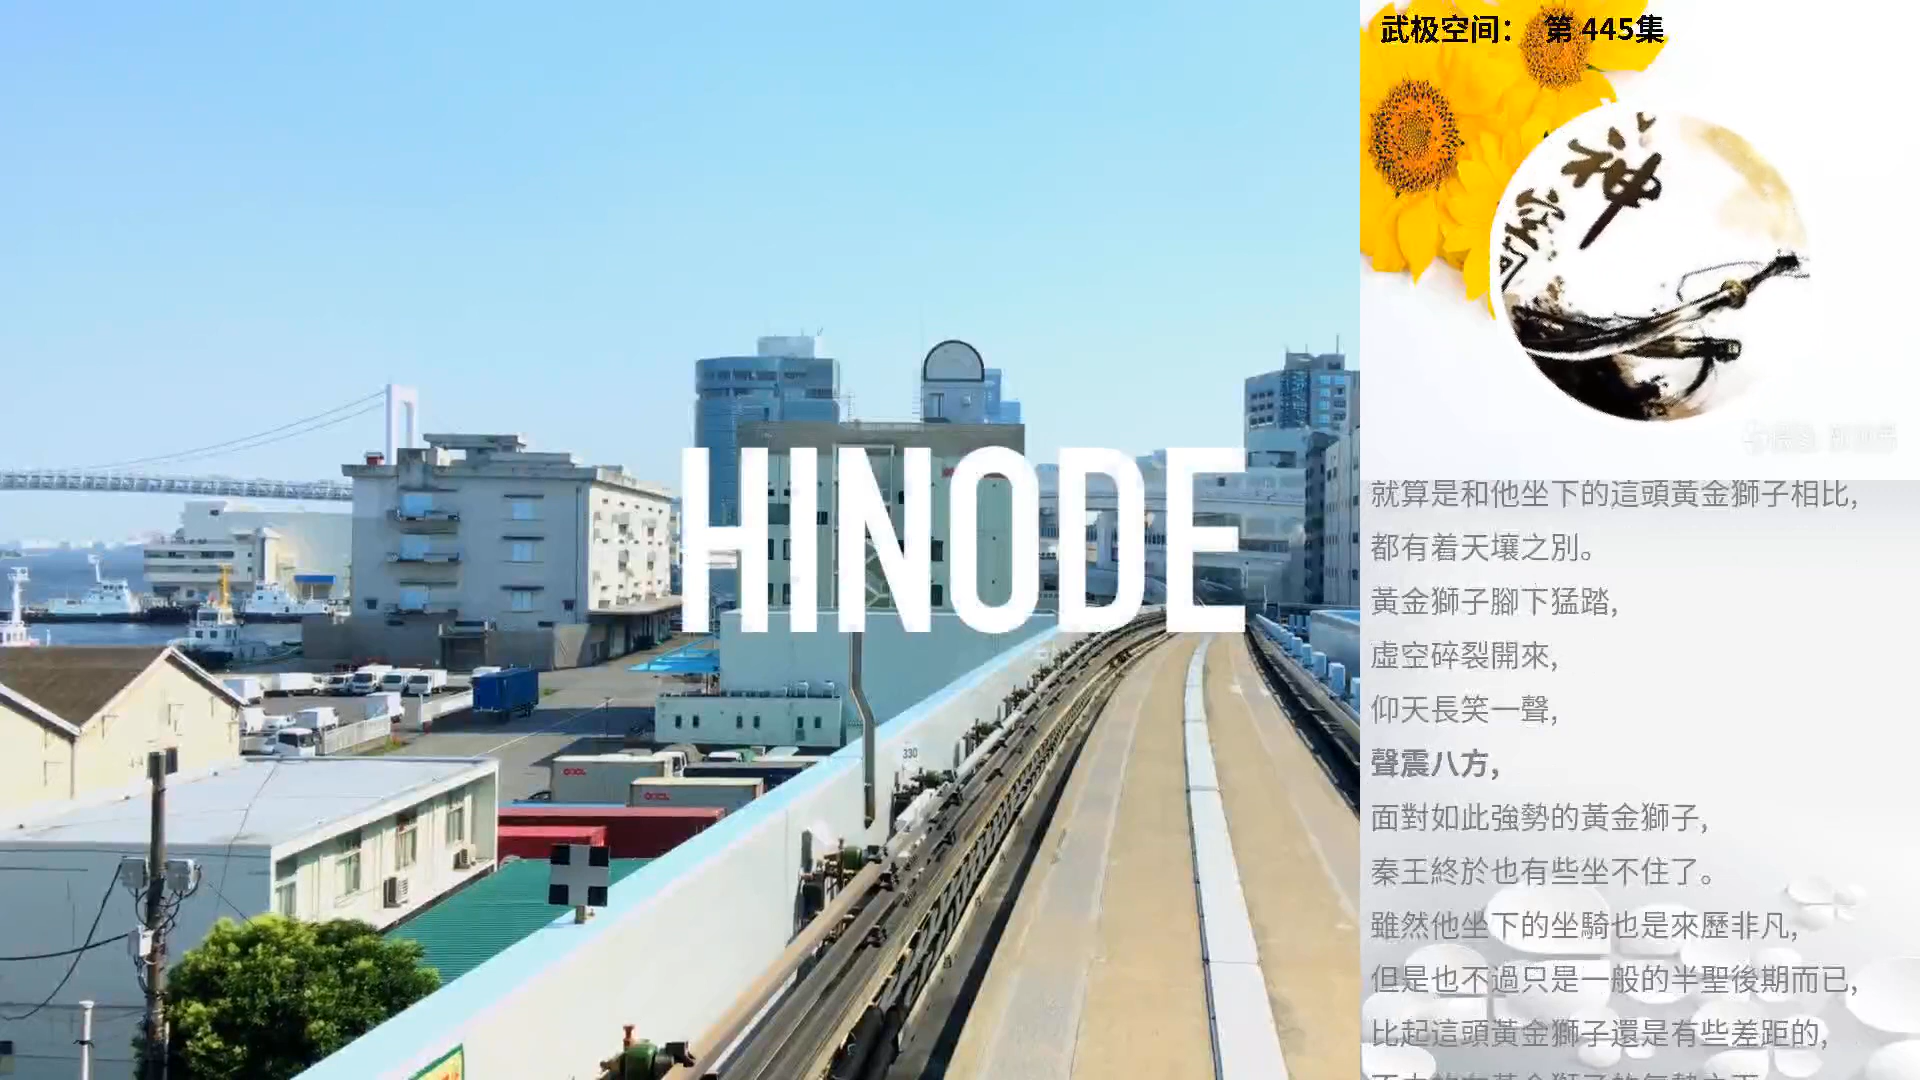 武极空间： 第 445集
神
空间
HINODE
330
就算是和他坐下的這頭黃金獅子相比,
都有着天壤之別。
黃金獅子腳下猛踏,
虛空碎裂開來,
仰天長笑一聲,
聲震八方,
面對如此強勢的黃金獅子,
秦王終於也有些坐不住了。
雖然他坐下的坐騎也是來歷非凡,
但是也不過只是一般的半聖後期而已,
比起這頭黃金獅子還是有些差距的,